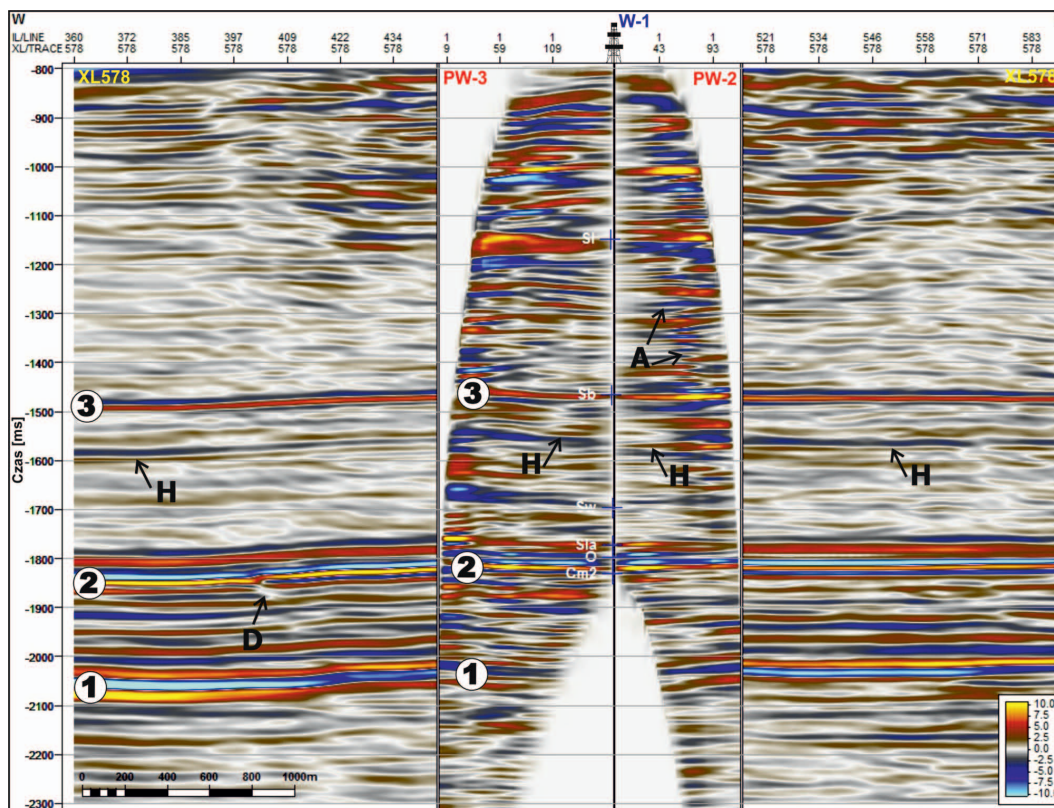 W
W-1
IL/LINE 360 372 385 397 409 422 434 1 1 1 1 1 521 534 546 558 571 583
XL/TRACE 578 578 578 578 578 578 578 9 59 109 43 93 578 578 578 578 578 578
XL578 PW-3 PW-2 XL578
-800
-900
-1000
-1100
Sl
-1200
-1300
A
-1400
3 3 Sb
-1500
H H H H
-1600
Czas [ms]
-1700 Sw
Sla
-1800 O
2 2 Cm2
-1900
D
-2000
1 1
-2100
-2200
-2300
0 200 400 600 1000m
10.0
7.5
5.0
2.5
0.0
-2.5
-5.0
-7.5
-10.0